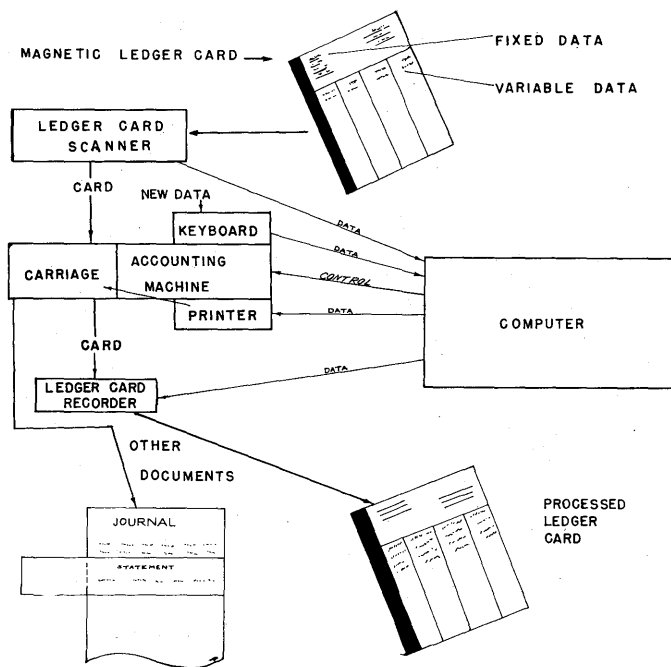 MAGNETIC LEDGER CARD
FIXED DATA
VARIABLE DATA
LEDGER CARD
SCANNER
CARD
NEW DATA
KEYBOARD
DATA
DATA
CONTROL
CARRIAGE
ACCOUNTING
MACHINE
PRINTER
DATA
COMPUTER
CARD
DATA
LEDGER CARD
RECORDER
OTHER
DOCUMENTS
JOURNAL
STATEMENT
PROCESSED
LEDGER
CARD